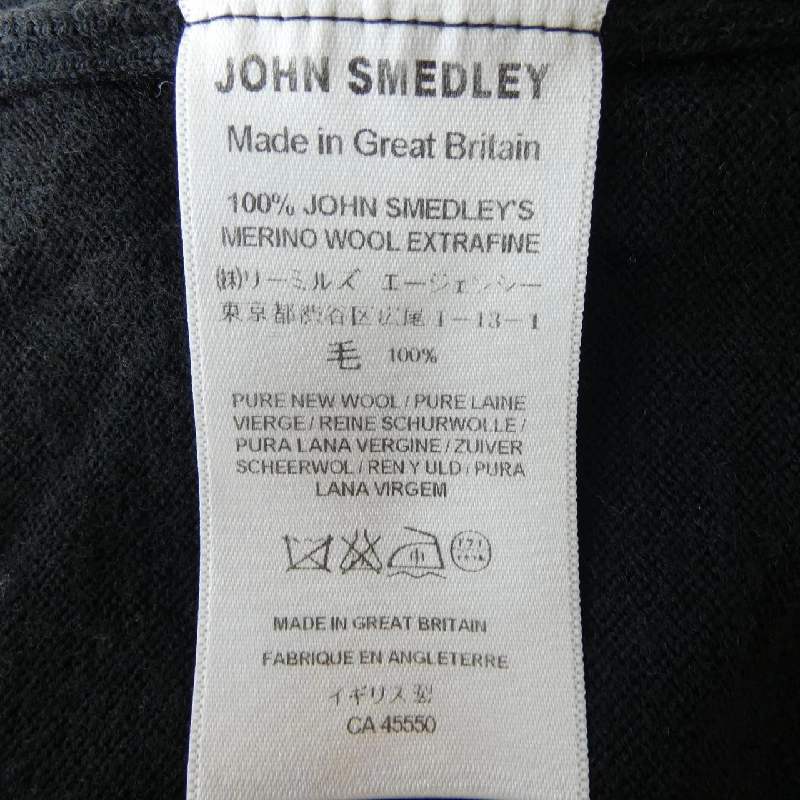 JOHN SMEDLEY
Made in Great Britain
100% JOHN SMEDLEY'S
MERINO WOOL EXTRAFINE
㈱リーミルズ エージェンシー
東京都渋谷区広尾1-13-1
毛 100%
PURE NEW WOOL / PURE LAINE
VIERGE / REINE SCHURWOLLE /
PURA LANA VERGINE / ZUIVER
SCHEERWOL / REN Y ULD / PURA
LANA VIRGEM
MADE IN GREAT BRITAIN
FABRIQUE EN ANGLETERRE
イギリス製
CA 45550